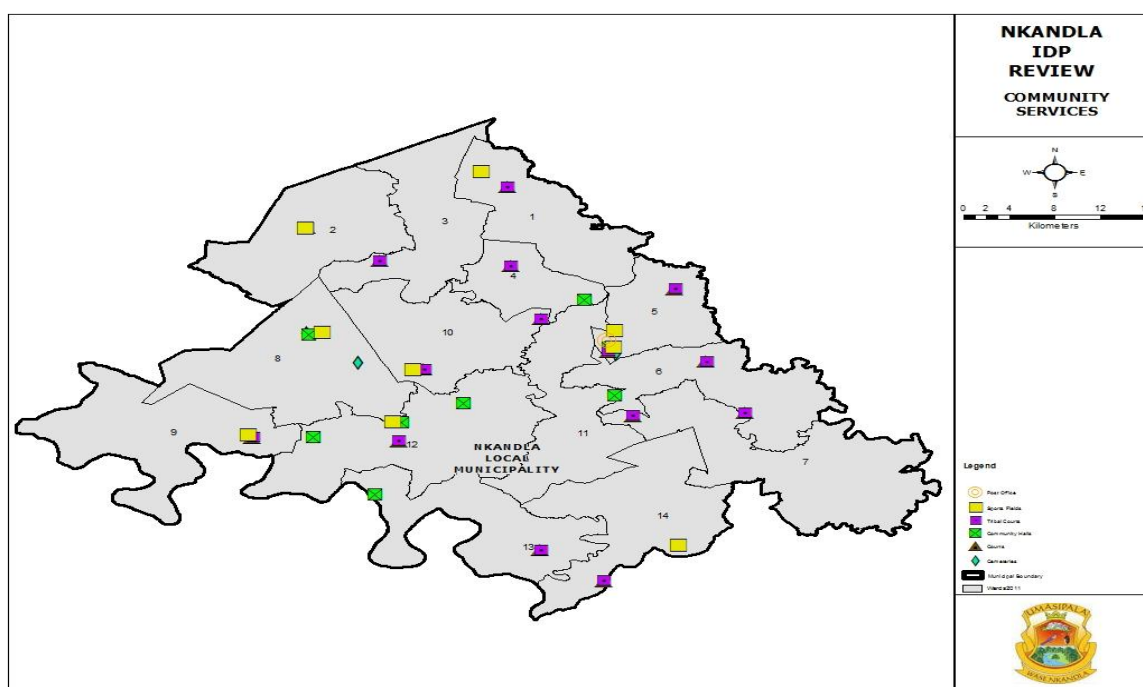 NKANDLA
IDP
REVIEW
COMMUNITY
SERVICES
N
W E
S
0 2 4 8 12
Kilometers
1
2
3
4
5
6
7
8
9
10
11
12
13
14
NKANDLA
LOCAL
MUNICIPALITY
Legend
Post Office
Sports Fields
Tribal Courts
Community Halls
Courts
Cemeteries
Municipal Boundary
Wards2011
UMASIPALA
WASENKANDLA